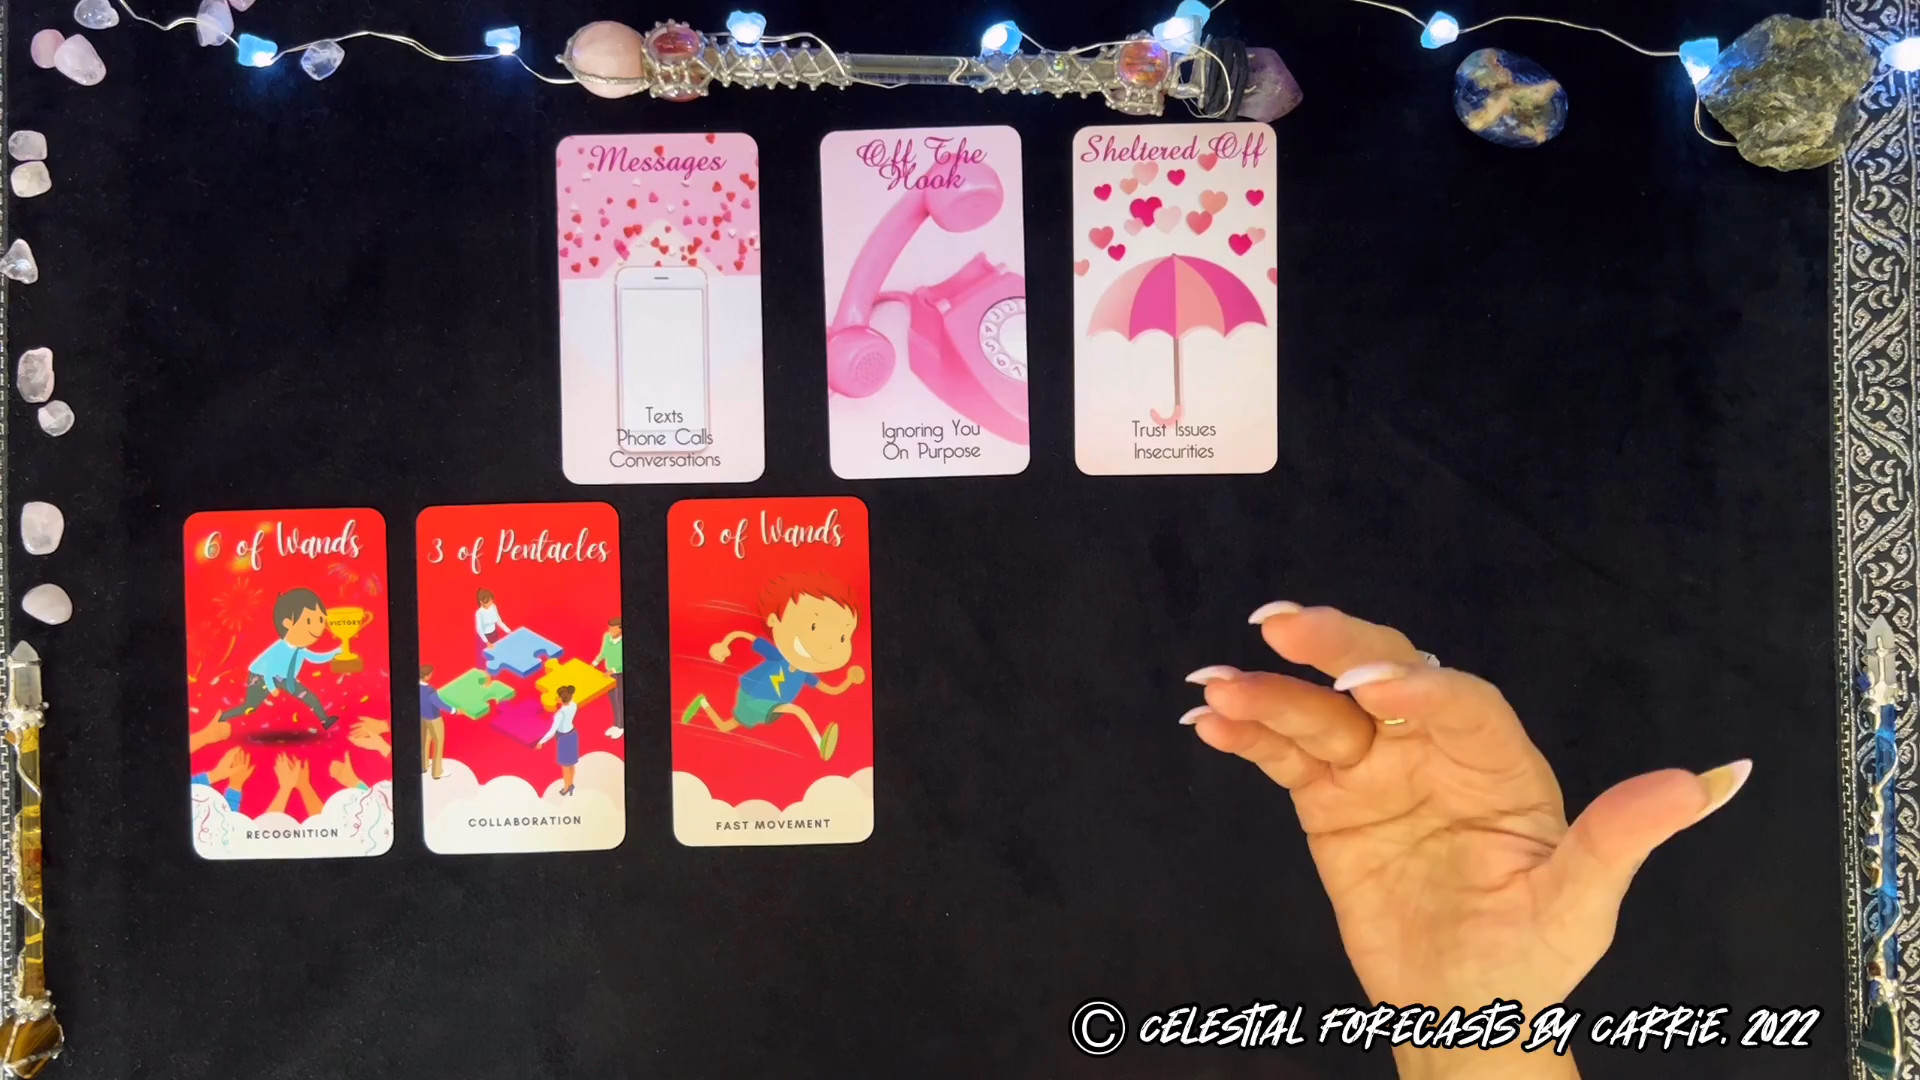 Messages
Texts
Phone Calls
Conversations
Off The
Hook
Ignoring You
On Purpose
Sheltered Off
Trust Issues
Insecurities
6 of Wands
VICTORY
RECOGNITION
3 of Pentacles
COLLABORATION
8 of Wands
FAST MOVEMENT
© CELESTIAL FORECASTS BY CARRiE. 2022